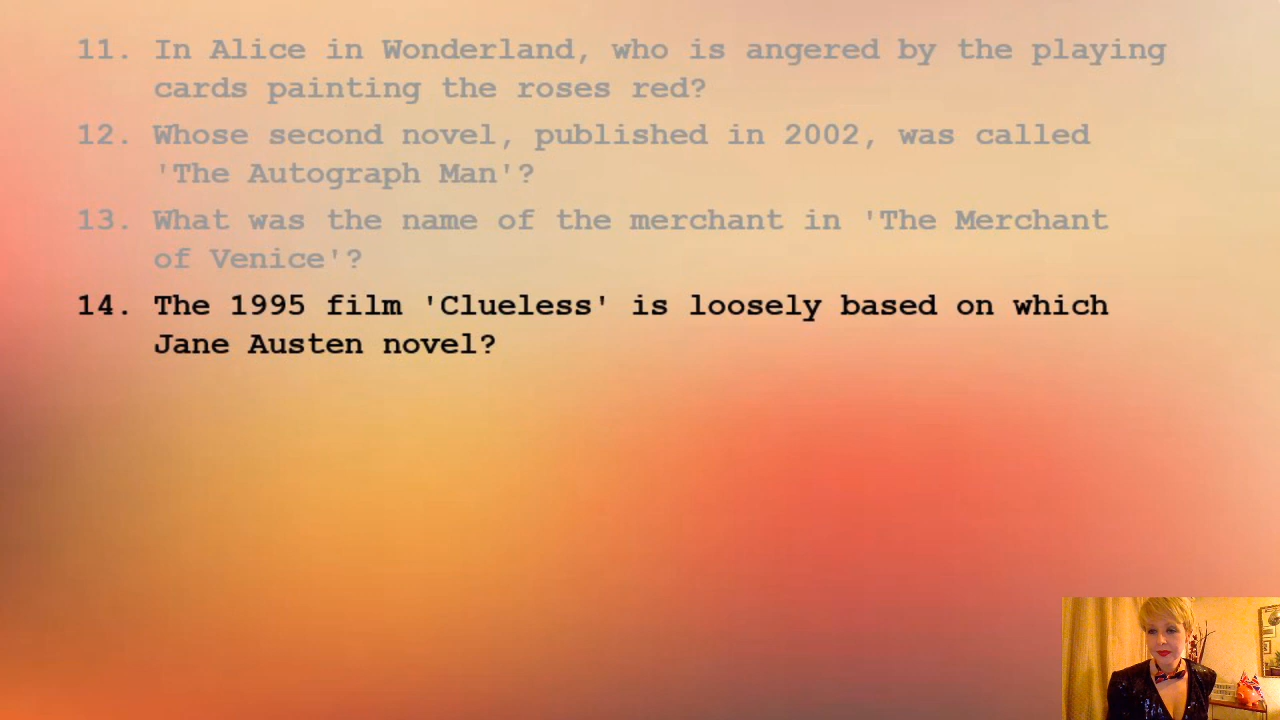 11. In Alice in Wonderland, who is angered by the playing
cards painting the roses red?
12. Whose second novel, published in 2002, was called
'The Autograph Man'?
13. What was the name of the merchant in 'The Merchant
of Venice'?
14. The 1995 film 'Clueless' is loosely based on which
Jane Austen novel?